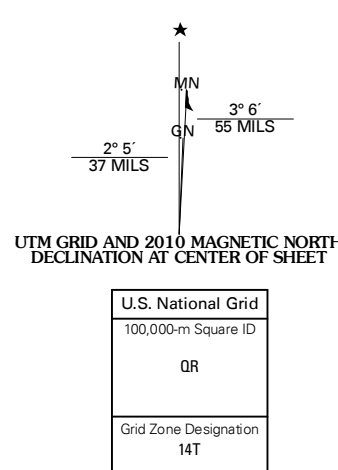 ★
MN
3° 6´
55 MILS
GN
2° 5´
37 MILS
UTM GRID AND 2010 MAGNETIC NORTH
DECLINATION AT CENTER OF SHEET
U.S. National Grid
100,000-m Square ID
QR
Grid Zone Designation
14T